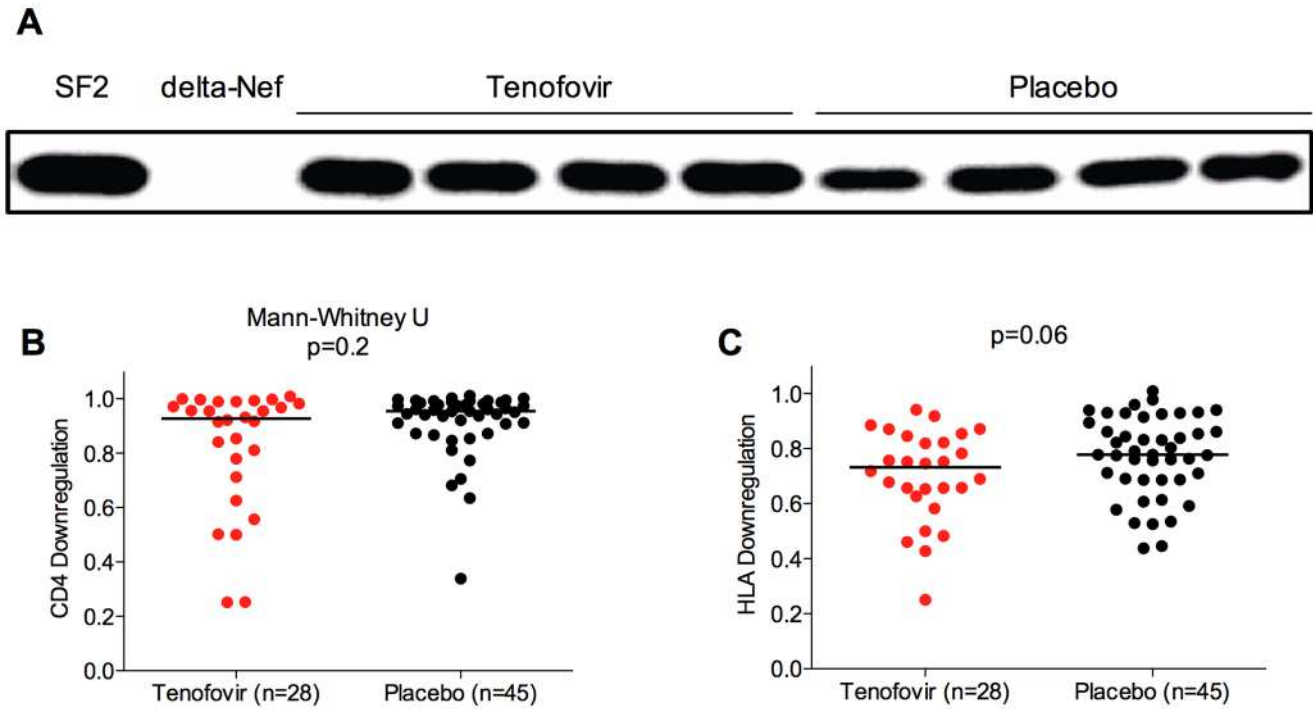 A
SF2 delta-Nef Tenofovir Placebo
B
Mann-Whitney U
p=0.2
CD4 Downregulation
1.0
0.8
0.6
0.4
0.2
0.0
Tenofovir (n=28) Placebo (n=45)
C
p=0.06
HLA Downregulation
1.0
0.8
0.6
0.4
0.2
0.0
Tenofovir (n=28) Placebo (n=45)